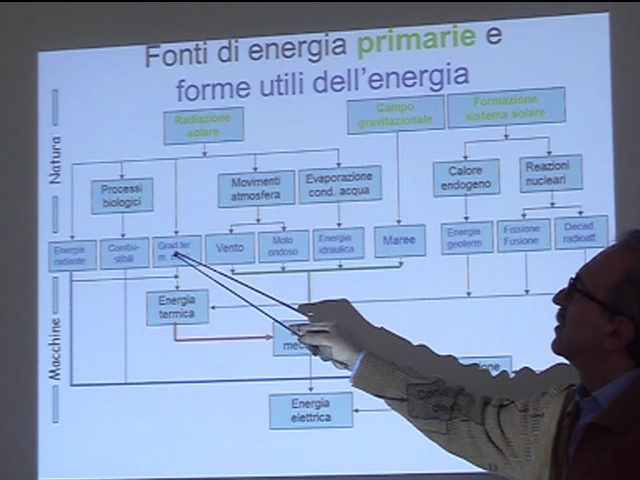 Fonti di energia primarie e
forme utili dell'energia
Natura
Macchine
Radiazione
solare
Campo
gravitazionale
Formazione
sistema solare
Processi
biologici
Movimenti
atmosfera
Evaporazione
cond. acqua
Calore
endogeno
Reazioni
nucleari
Energia
radiante
Combu-
stibili
Grad.ter
Vento
Moto
ondoso
Energia
idraulica
Maree
Energia
geoterm
Fissione
Fusione
Decad.
radioatt.
Energia
termica
Energia
elettrica